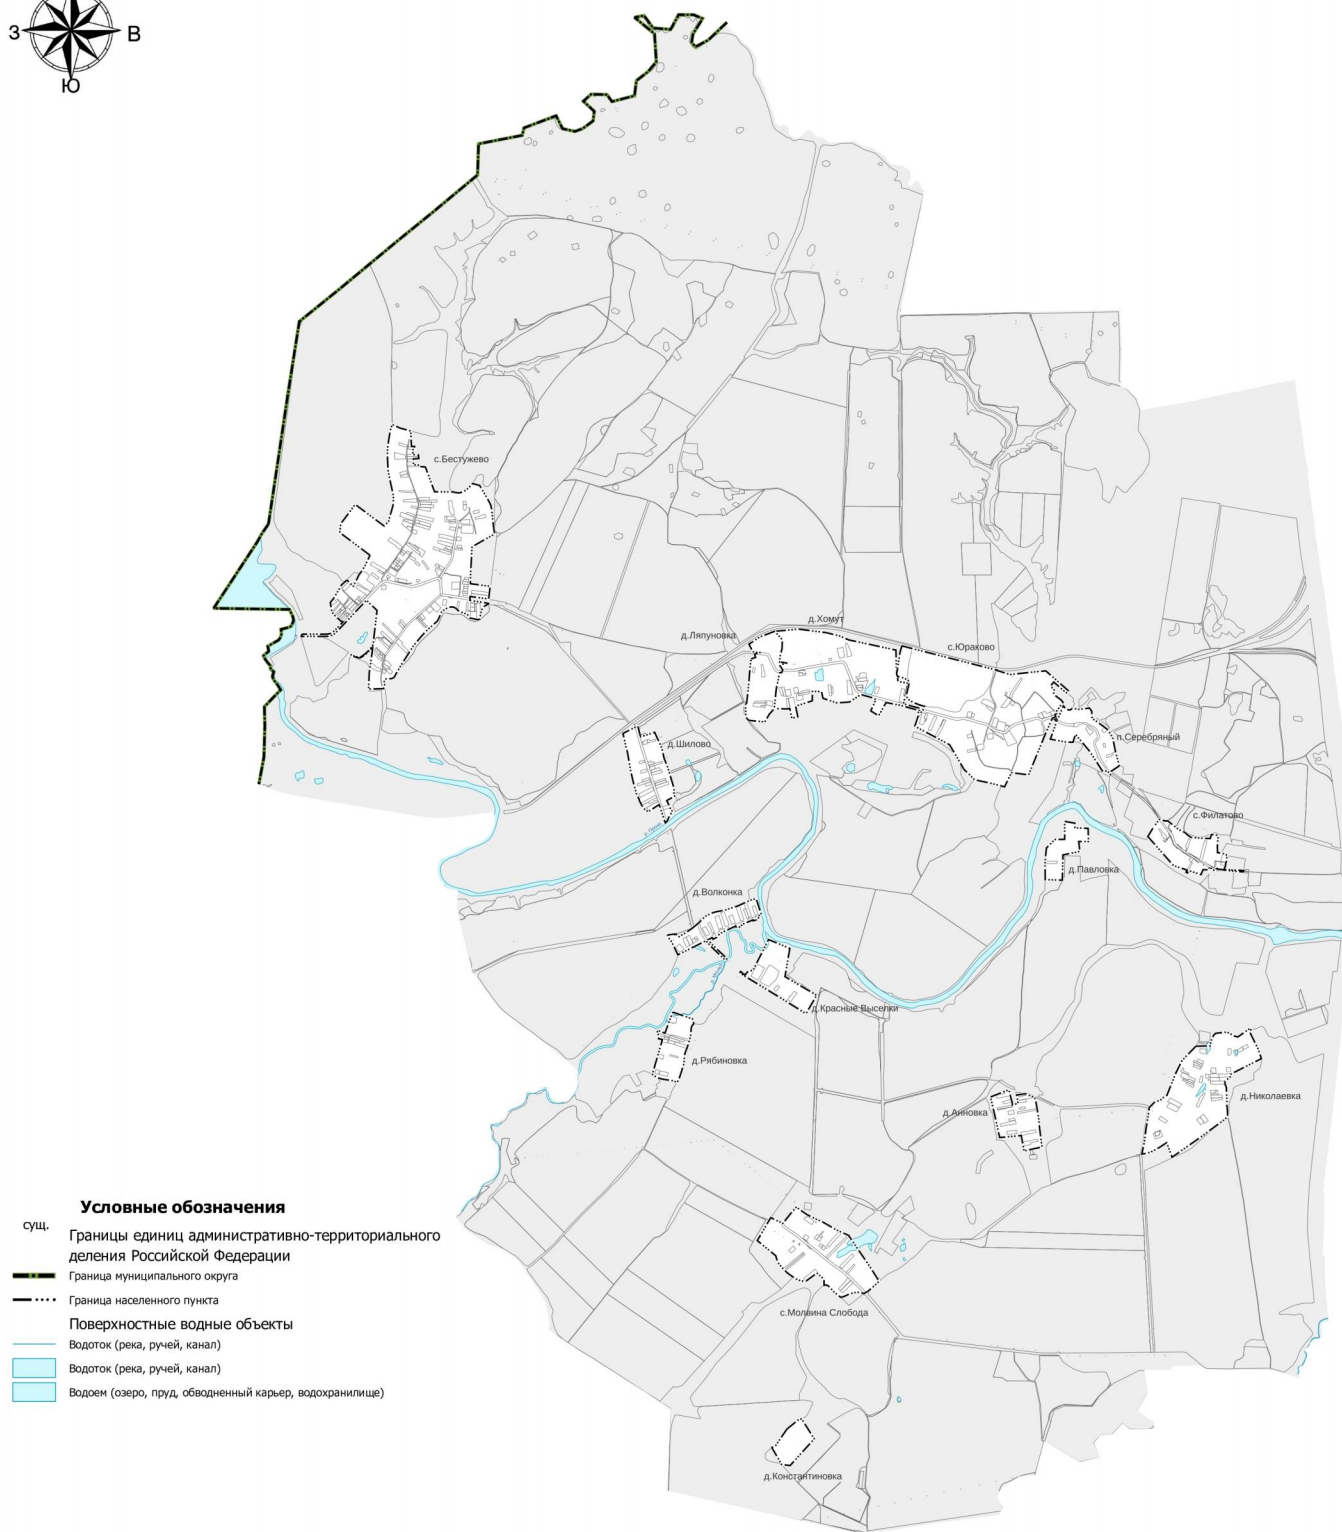 З
В
Ю
с.Бестужево
д.Хомут
д.Ляпуновка
с.Юраково
п.Серебряный
д.Шилово
с.Филатово
д.Павловка
д.Волконка
д.Красные Выселки
д.Рябиновка
д.Николаевка
д.Анновка
с.Молвина Слобода
д.Константиновка
Условные обозначения
сущ.
Границы единиц административно-территориального
деления Российской Федерации
Граница муниципального округа
Граница населенного пункта
Поверхностные водные объекты
Водоток (река, ручей, канал)
Водоток (река, ручей, канал)
Водоем (озеро, пруд, обводненный карьер, водохранилище)